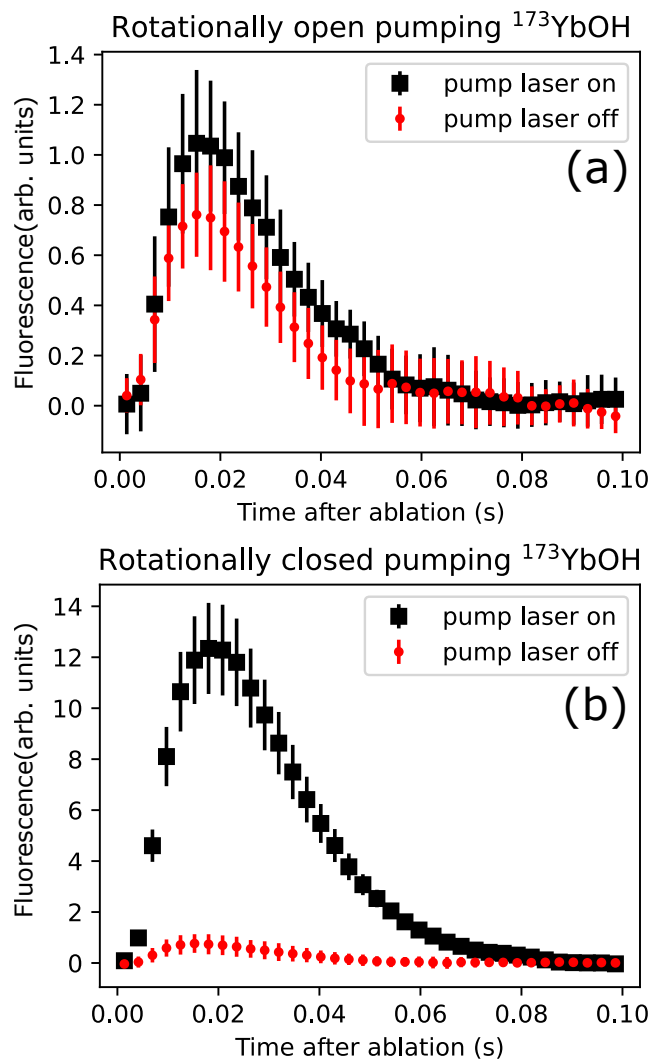 Rotationally open pumping ¹⁷³YbOH
1.4
1.2
1.0
0.8
0.6
0.4
0.2
0.0
Fluorescence(arb. units)
pump laser on
pump laser off
(a)
0.00 0.02 0.04 0.06 0.08 0.10
Time after ablation (s)
Rotationally closed pumping ¹⁷³YbOH
14
12
10
8
6
4
2
0
Fluorescence(arb. units)
pump laser on
pump laser off
(b)
0.00 0.02 0.04 0.06 0.08 0.10
Time after ablation (s)